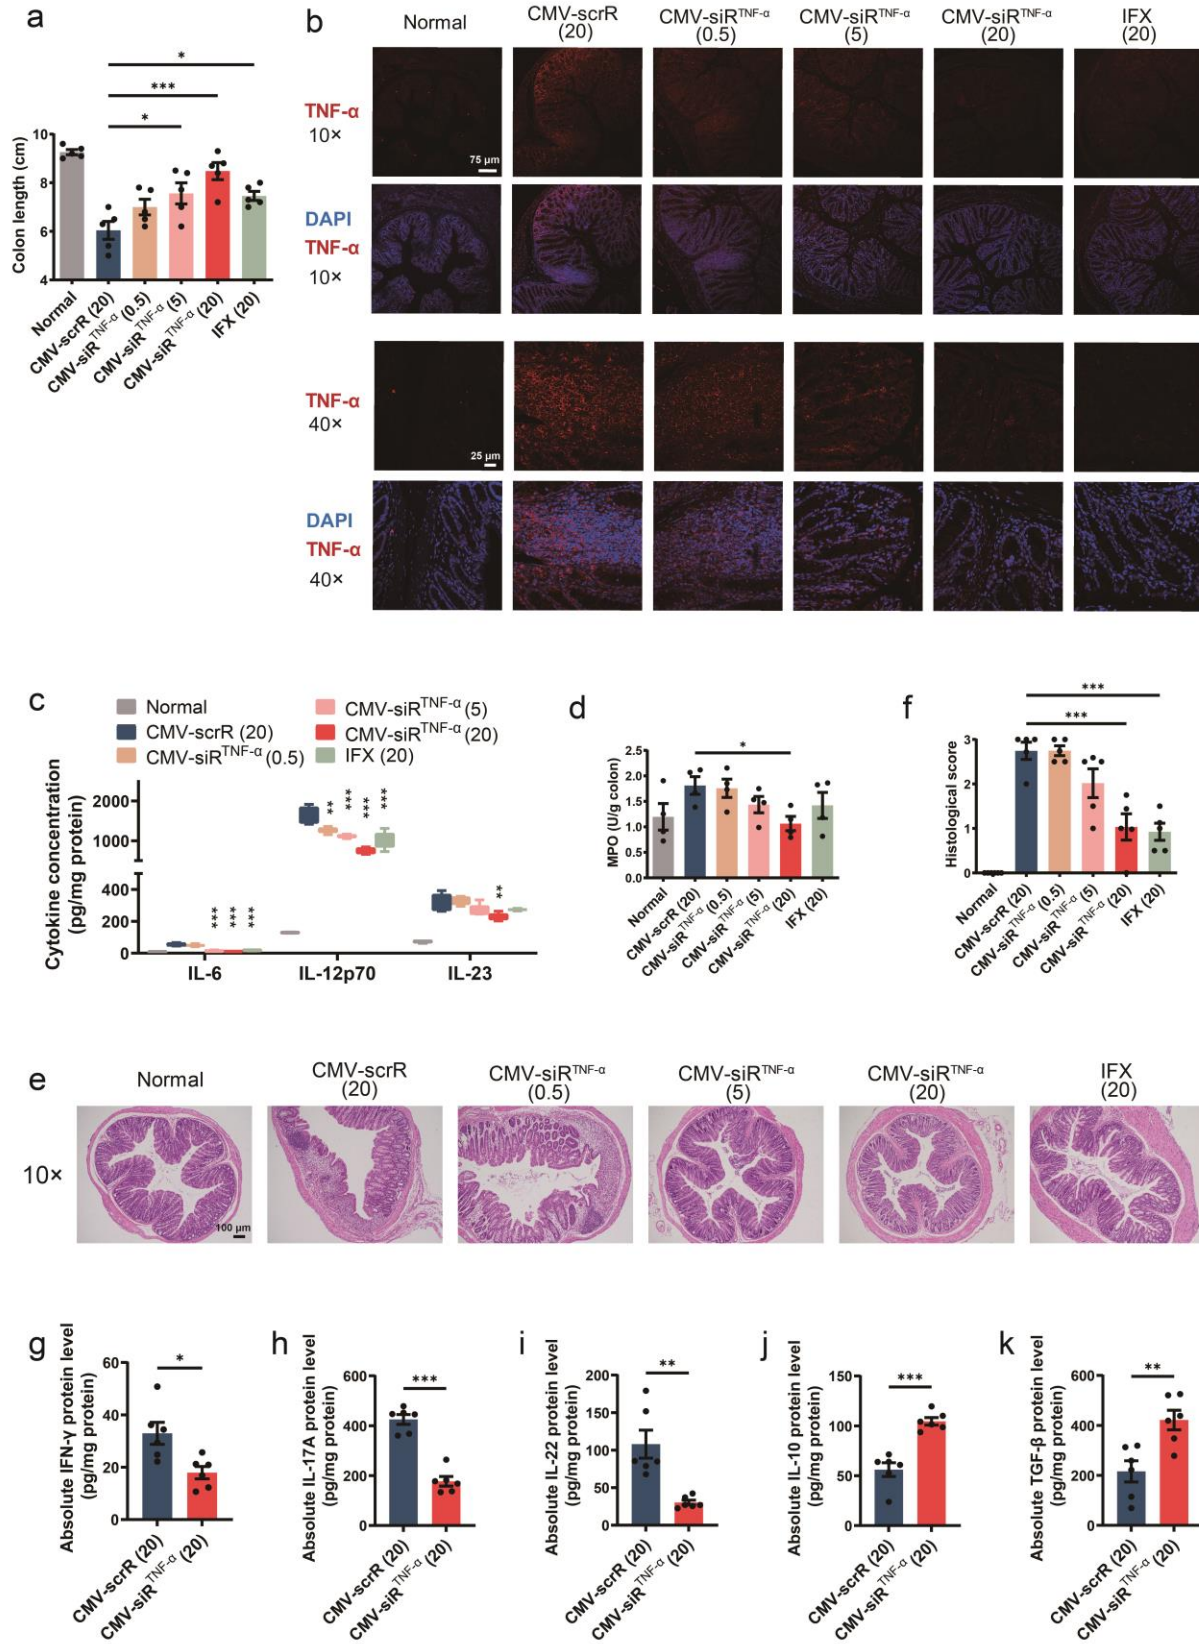 a
Colon length (cm)
10
8
6
4
*
***
*
Normal
CMV-scrR (20)
CMV-siR^TNF-α (0.5)
CMV-siR^TNF-α (5)
CMV-siR^TNF-α (20)
IFX (20)
b
Normal
CMV-scrR
(20)
CMV-siR^TNF-α
(0.5)
CMV-siR^TNF-α
(5)
CMV-siR^TNF-α
(20)
IFX
(20)
TNF-α
10×
75 μm
DAPI
TNF-α
10×
TNF-α
40×
25 μm
DAPI
TNF-α
40×
c
Normal
CMV-scrR (20)
CMV-siR^TNF-α (0.5)
CMV-siR^TNF-α (5)
CMV-siR^TNF-α (20)
IFX (20)
Cytokine concentration
(pg/mg protein)
2000
1000
400
200
0
***
***
***
**
***
***
***
**
IL-6
IL-12p70
IL-23
d
MPO (U/g colon)
2.5
2.0
1.5
1.0
0.5
0.0
*
Normal
CMV-scrR (20)
CMV-siR^TNF-α (0.5)
CMV-siR^TNF-α (5)
CMV-siR^TNF-α (20)
IFX (20)
f
Histological score
3
2
1
0
***
***
Normal
CMV-scrR (20)
CMV-siR^TNF-α (0.5)
CMV-siR^TNF-α (5)
CMV-siR^TNF-α (20)
IFX (20)
e
Normal
CMV-scrR
(20)
CMV-siR^TNF-α
(0.5)
CMV-siR^TNF-α
(5)
CMV-siR^TNF-α
(20)
IFX
(20)
10×
100 μm
g
Absolute IFN-γ protein level
(pg/mg protein)
60
40
20
0
*
CMV-scrR (20)
CMV-siR^TNF-α (20)
h
Absolute IL-17A protein level
(pg/mg protein)
600
400
200
0
***
CMV-scrR (20)
CMV-siR^TNF-α (20)
i
Absolute IL-22 protein level
(pg/mg protein)
200
150
100
50
0
**
CMV-scrR (20)
CMV-siR^TNF-α (20)
j
Absolute IL-10 protein level
(pg/mg protein)
150
100
50
0
***
CMV-scrR (20)
CMV-siR^TNF-α (20)
k
Absolute TGF-β protein level
(pg/mg protein)
600
400
200
0
**
CMV-scrR (20)
CMV-siR^TNF-α (20)